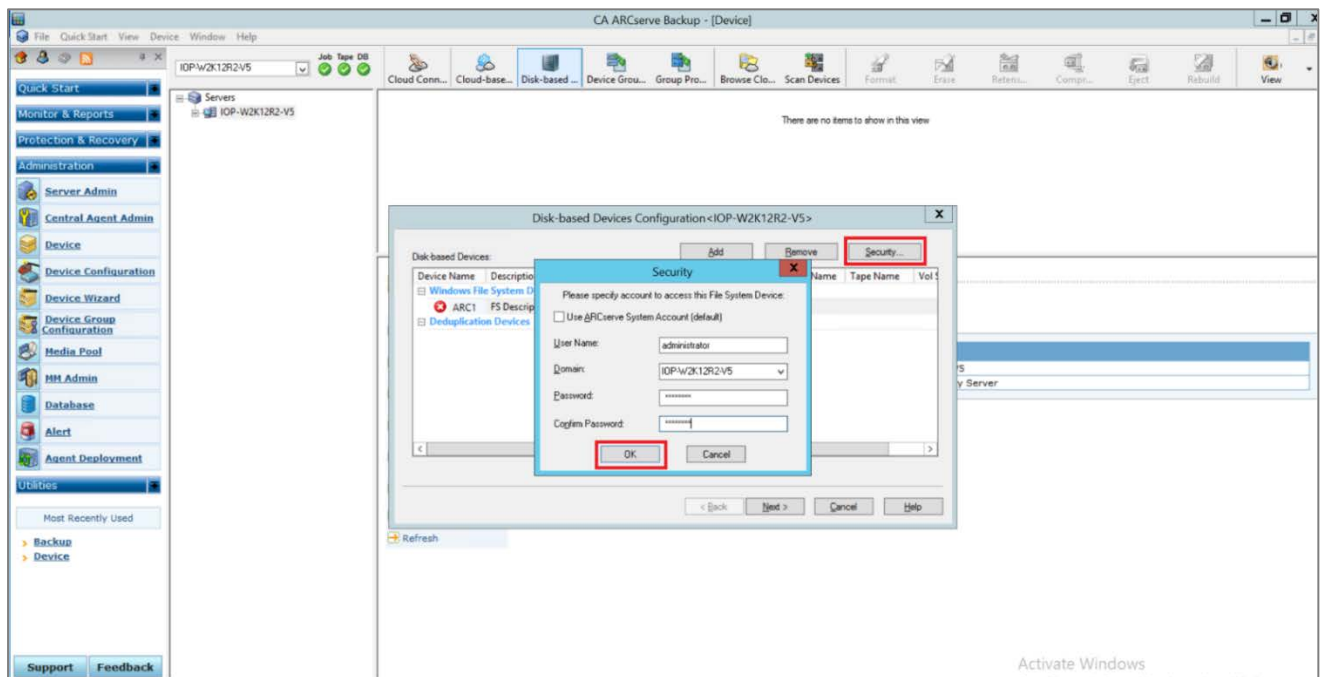 CA ARCserve Backup - [Device]
File Quick Start View Device Window Help
IOP-W2K12R2-V5
Job Tape DB
Cloud Conn... Cloud-base... Disk-based ... Device Grou... Group Pro... Browse Clo... Scan Devices Format Erase Retens... Compr... Eject Rebuild View
Quick Start
Monitor & Reports
Protection & Recovery
Administration
Server Admin
Central Agent Admin
Device
Device Configuration
Device Wizard
Device Group
Configuration
Media Pool
MM Admin
Database
Alert
Agent Deployment
Utilities
Most Recently Used
Backup
Device
Support Feedback
Servers
IOP-W2K12R2-V5
There are no items to show in this view
Disk-based Devices Configuration<IOP-W2K12R2-V5>
X
Disk-based Devices:
Add Remove Security...
Device Name Descriptio Name Tape Name Vol S
Windows File System D
ARC1 FS Descrip
Deduplication Devices
Security
X
Please specify account to access this File System Device:
Use ARCserve System Account (default)
User Name: administrator
Domain: IOP-W2K12R2-V5
Password: ********
Confirm Password: ********
OK Cancel
< Back Next > Cancel Help
y Server
Refresh
Activate Windows